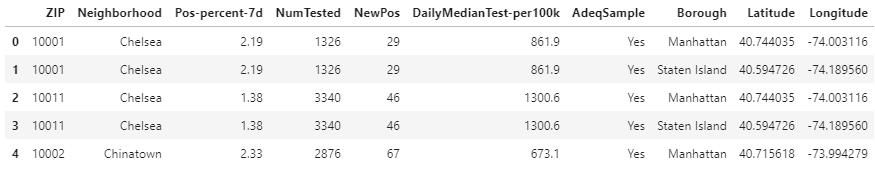 ZIP Neighborhood Pos-percent-7d NumTested NewPos DailyMedianTest-per100k AdeqSample Borough Latitude Longitude
0 10001 Chelsea 2.19 1326 29 861.9 Yes Manhattan 40.744035 -74.003116
1 10001 Chelsea 2.19 1326 29 861.9 Yes Staten Island 40.594726 -74.189560
2 10011 Chelsea 1.38 3340 46 1300.6 Yes Manhattan 40.744035 -74.003116
3 10011 Chelsea 1.38 3340 46 1300.6 Yes Staten Island 40.594726 -74.189560
4 10002 Chinatown 2.33 2876 67 673.1 Yes Manhattan 40.715618 -73.994279